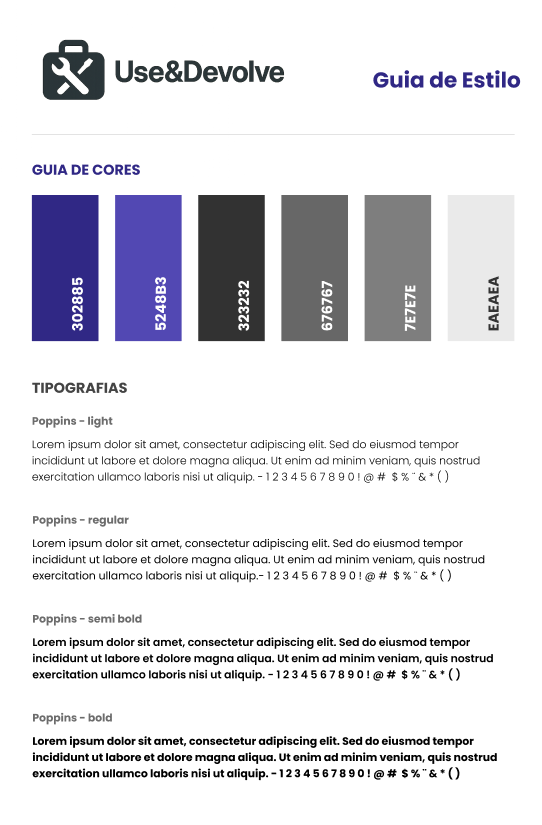 Use&Devolve
Guia de Estilo
GUIA DE CORES
302885
5248B3
323232
676767
7E7E7E
EAEAEA
TIPOGRAFIAS
Poppins - light
Lorem ipsum dolor sit amet, consectetur adipiscing elit. Sed do eiusmod tempor
incididunt ut labore et dolore magna aliqua. Ut enim ad minim veniam, quis nostrud
exercitation ullamco laboris nisi ut aliquip. - 1 2 3 4 5 6 7 8 9 0 ! @ # $ % ¨ & * ( )
Poppins - regular
Lorem ipsum dolor sit amet, consectetur adipiscing elit. Sed do eiusmod tempor
incididunt ut labore et dolore magna aliqua. Ut enim ad minim veniam, quis nostrud
exercitation ullamco laboris nisi ut aliquip.- 1 2 3 4 5 6 7 8 9 0 ! @ # $ % ¨ & * ( )
Poppins - semi bold
Lorem ipsum dolor sit amet, consectetur adipiscing elit. Sed do eiusmod tempor
incididunt ut labore et dolore magna aliqua. Ut enim ad minim veniam, quis nostrud
exercitation ullamco laboris nisi ut aliquip. - 1 2 3 4 5 6 7 8 9 0 ! @ # $ % ¨ & * ( )
Poppins - bold
Lorem ipsum dolor sit amet, consectetur adipiscing elit. Sed do eiusmod tempor
incididunt ut labore et dolore magna aliqua. Ut enim ad minim veniam, quis nostrud
exercitation ullamco laboris nisi ut aliquip. - 1 2 3 4 5 6 7 8 9 0 ! @ # $ % ¨ & * ( )